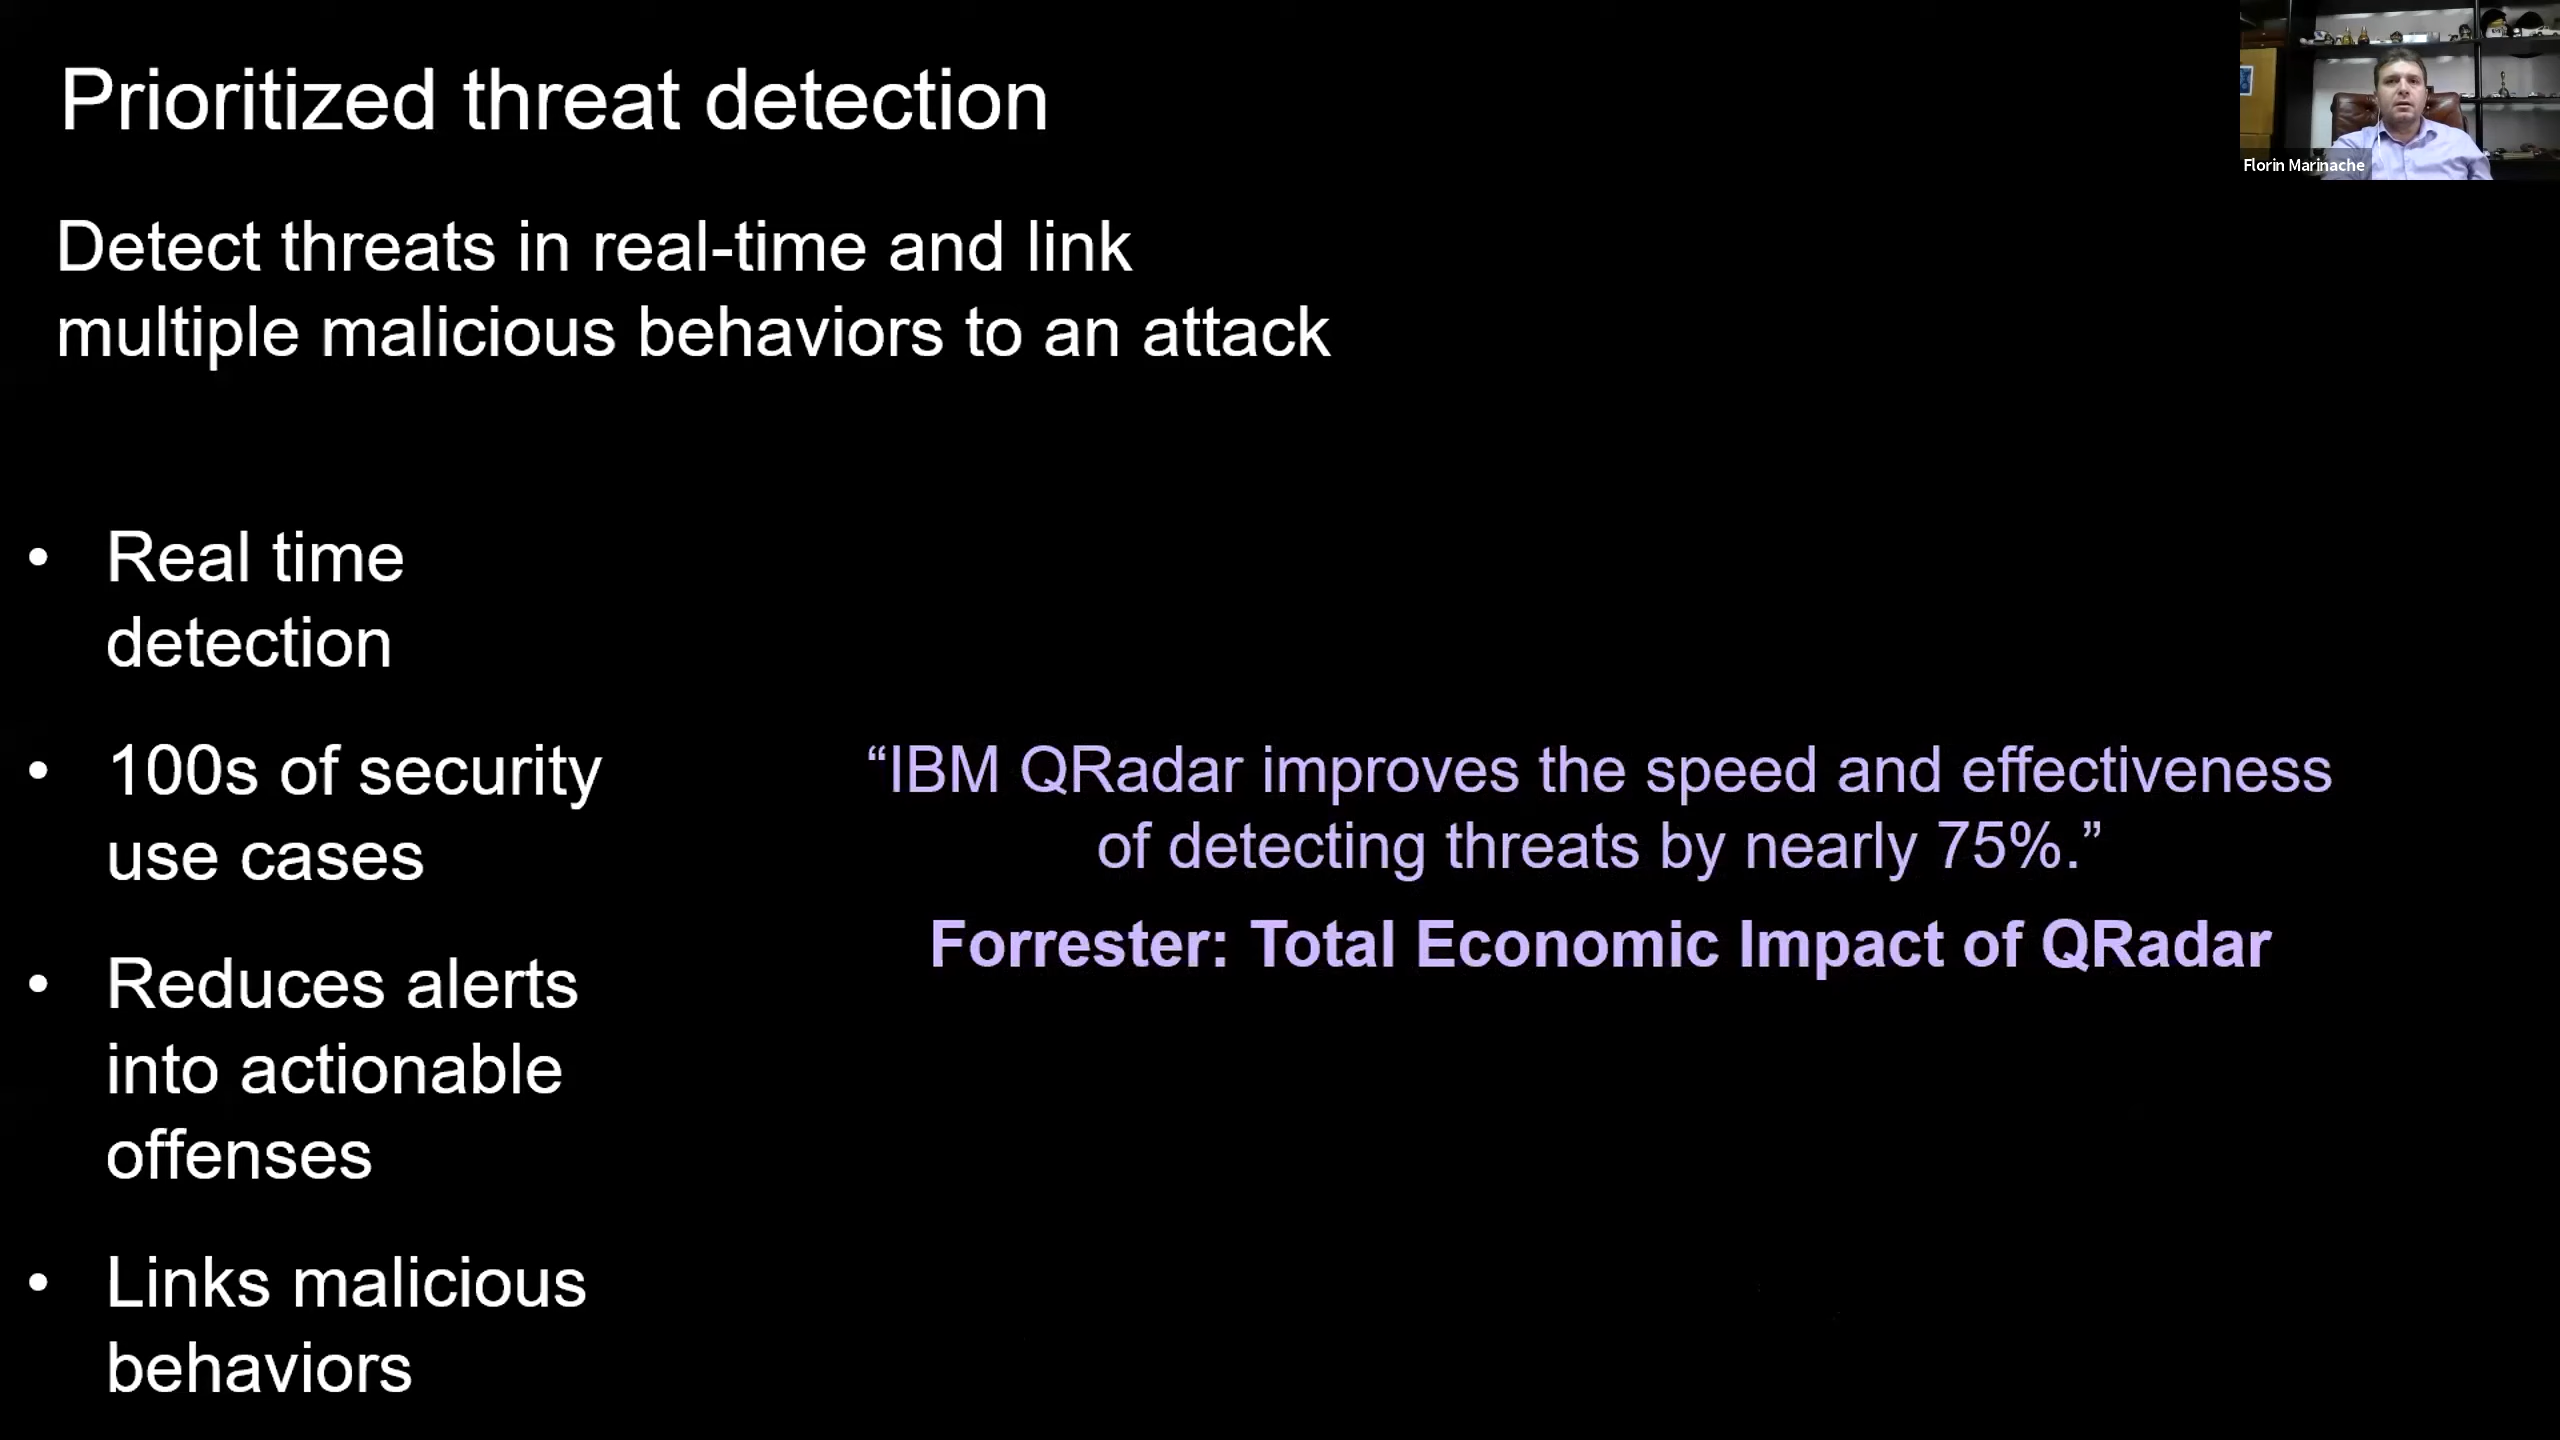 Prioritized threat detection
Florin Marinache
Detect threats in real-time and link
multiple malicious behaviors to an attack
• Real time
detection
• 100s of security
use cases
• Reduces alerts
into actionable
offenses
• Links malicious
behaviors
“IBM QRadar improves the speed and effectiveness
of detecting threats by nearly 75%.”
Forrester: Total Economic Impact of QRadar